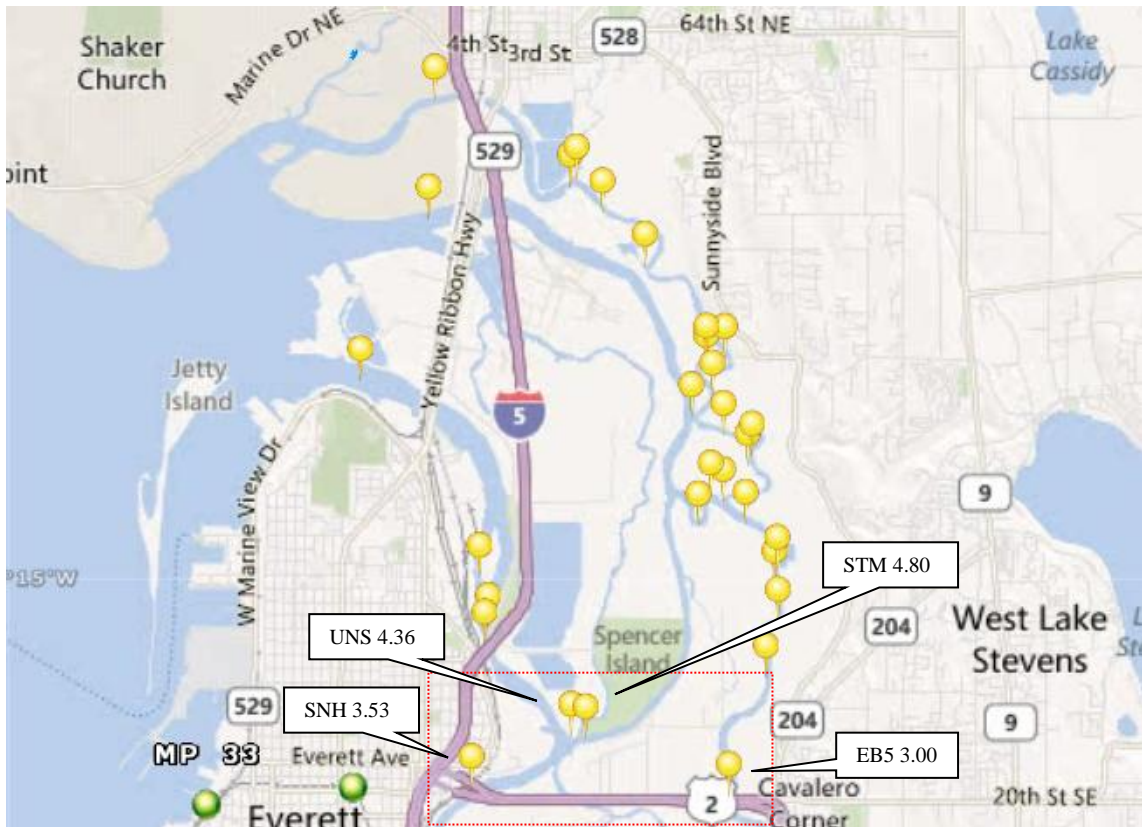 Shaker
Church
Marine Dr NE
4th St
3rd St
528
64th St NE
Lake
Cassidy
oint
529
Sunnyside Blvd
Yellow Ribbon Hwy
Jetty
Island
5
W Marine View Dr
9
°15'W
STM 4.80
UNS 4.36
Spencer
Island
204
West Lake
Stevens
L
Ste
529
SNH 3.53
204
9
MP 33
Everett Ave
EB5 3.00
2
Cavalero
Corner
20th St SE
Everett